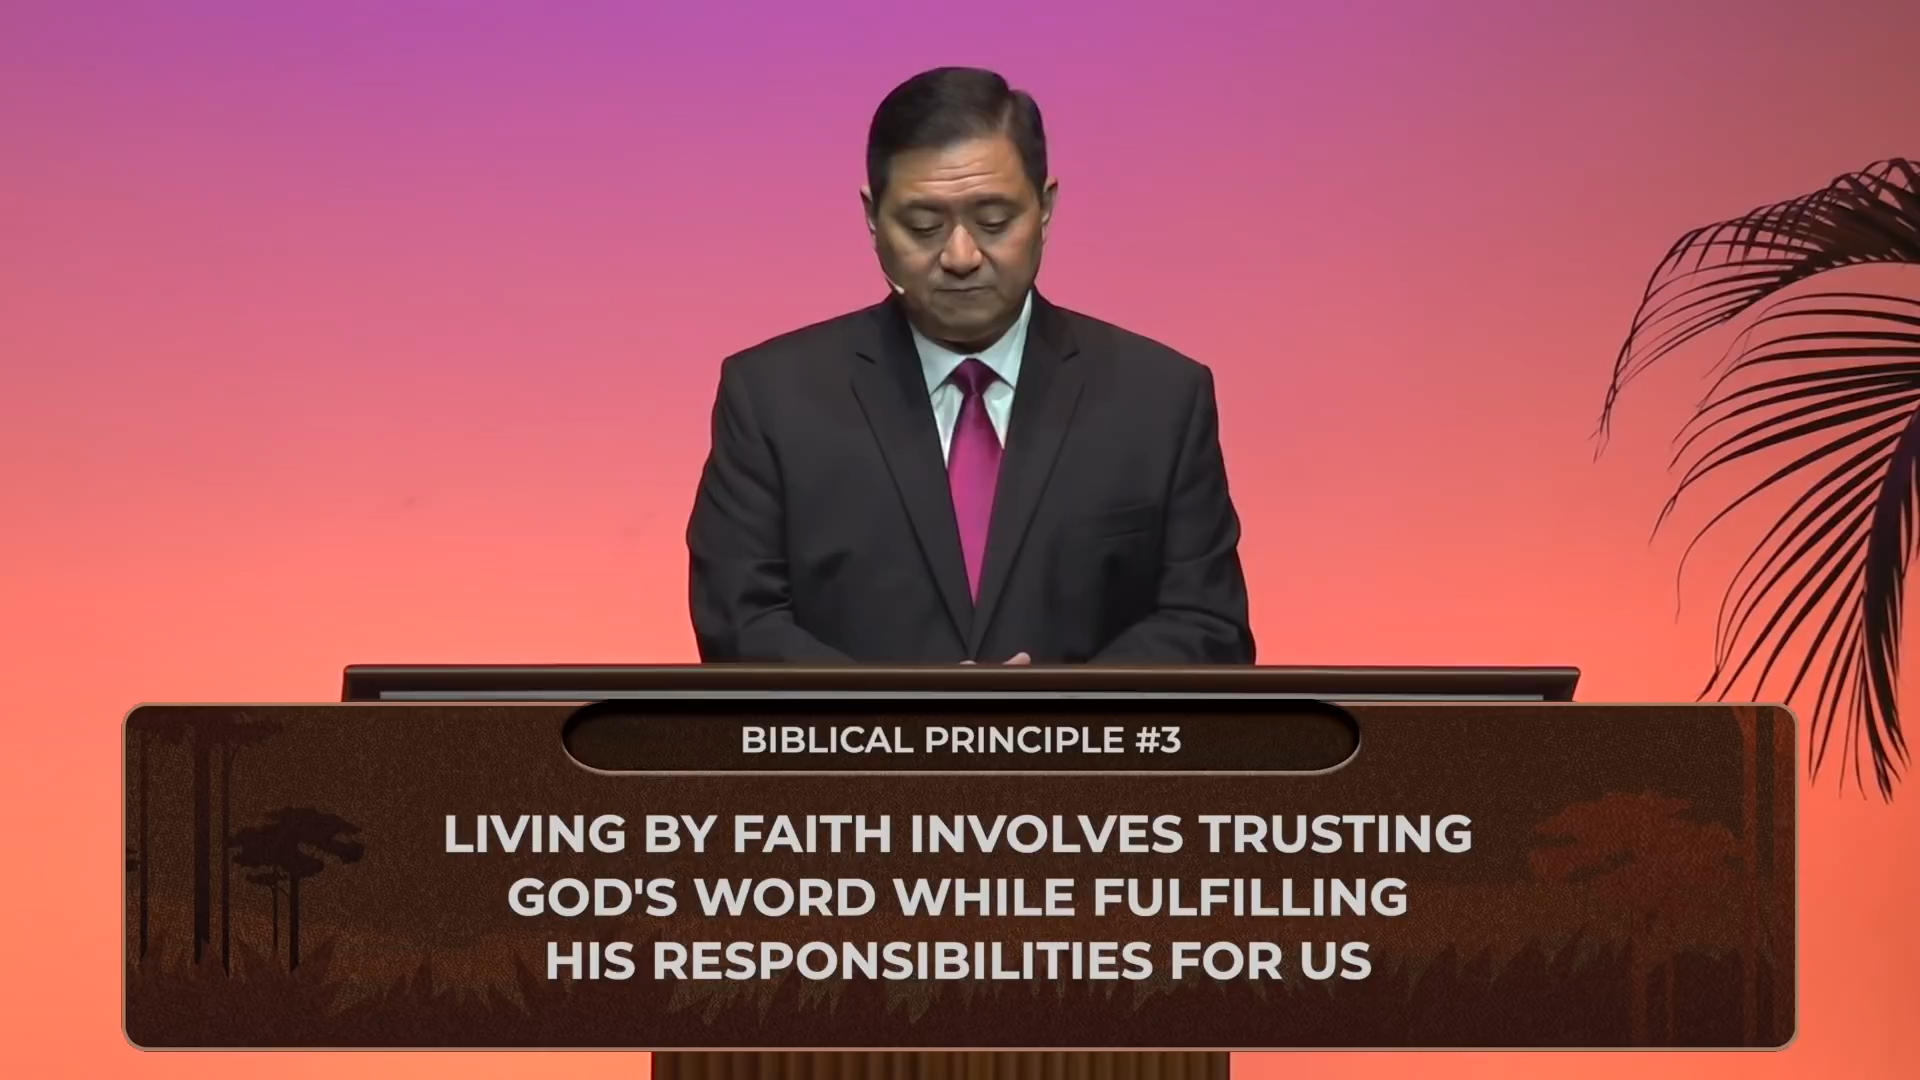 BIBLICAL PRINCIPLE #3
LIVING BY FAITH INVOLVES TRUSTING
GOD'S WORD WHILE FULFILLING
HIS RESPONSIBILITIES FOR US